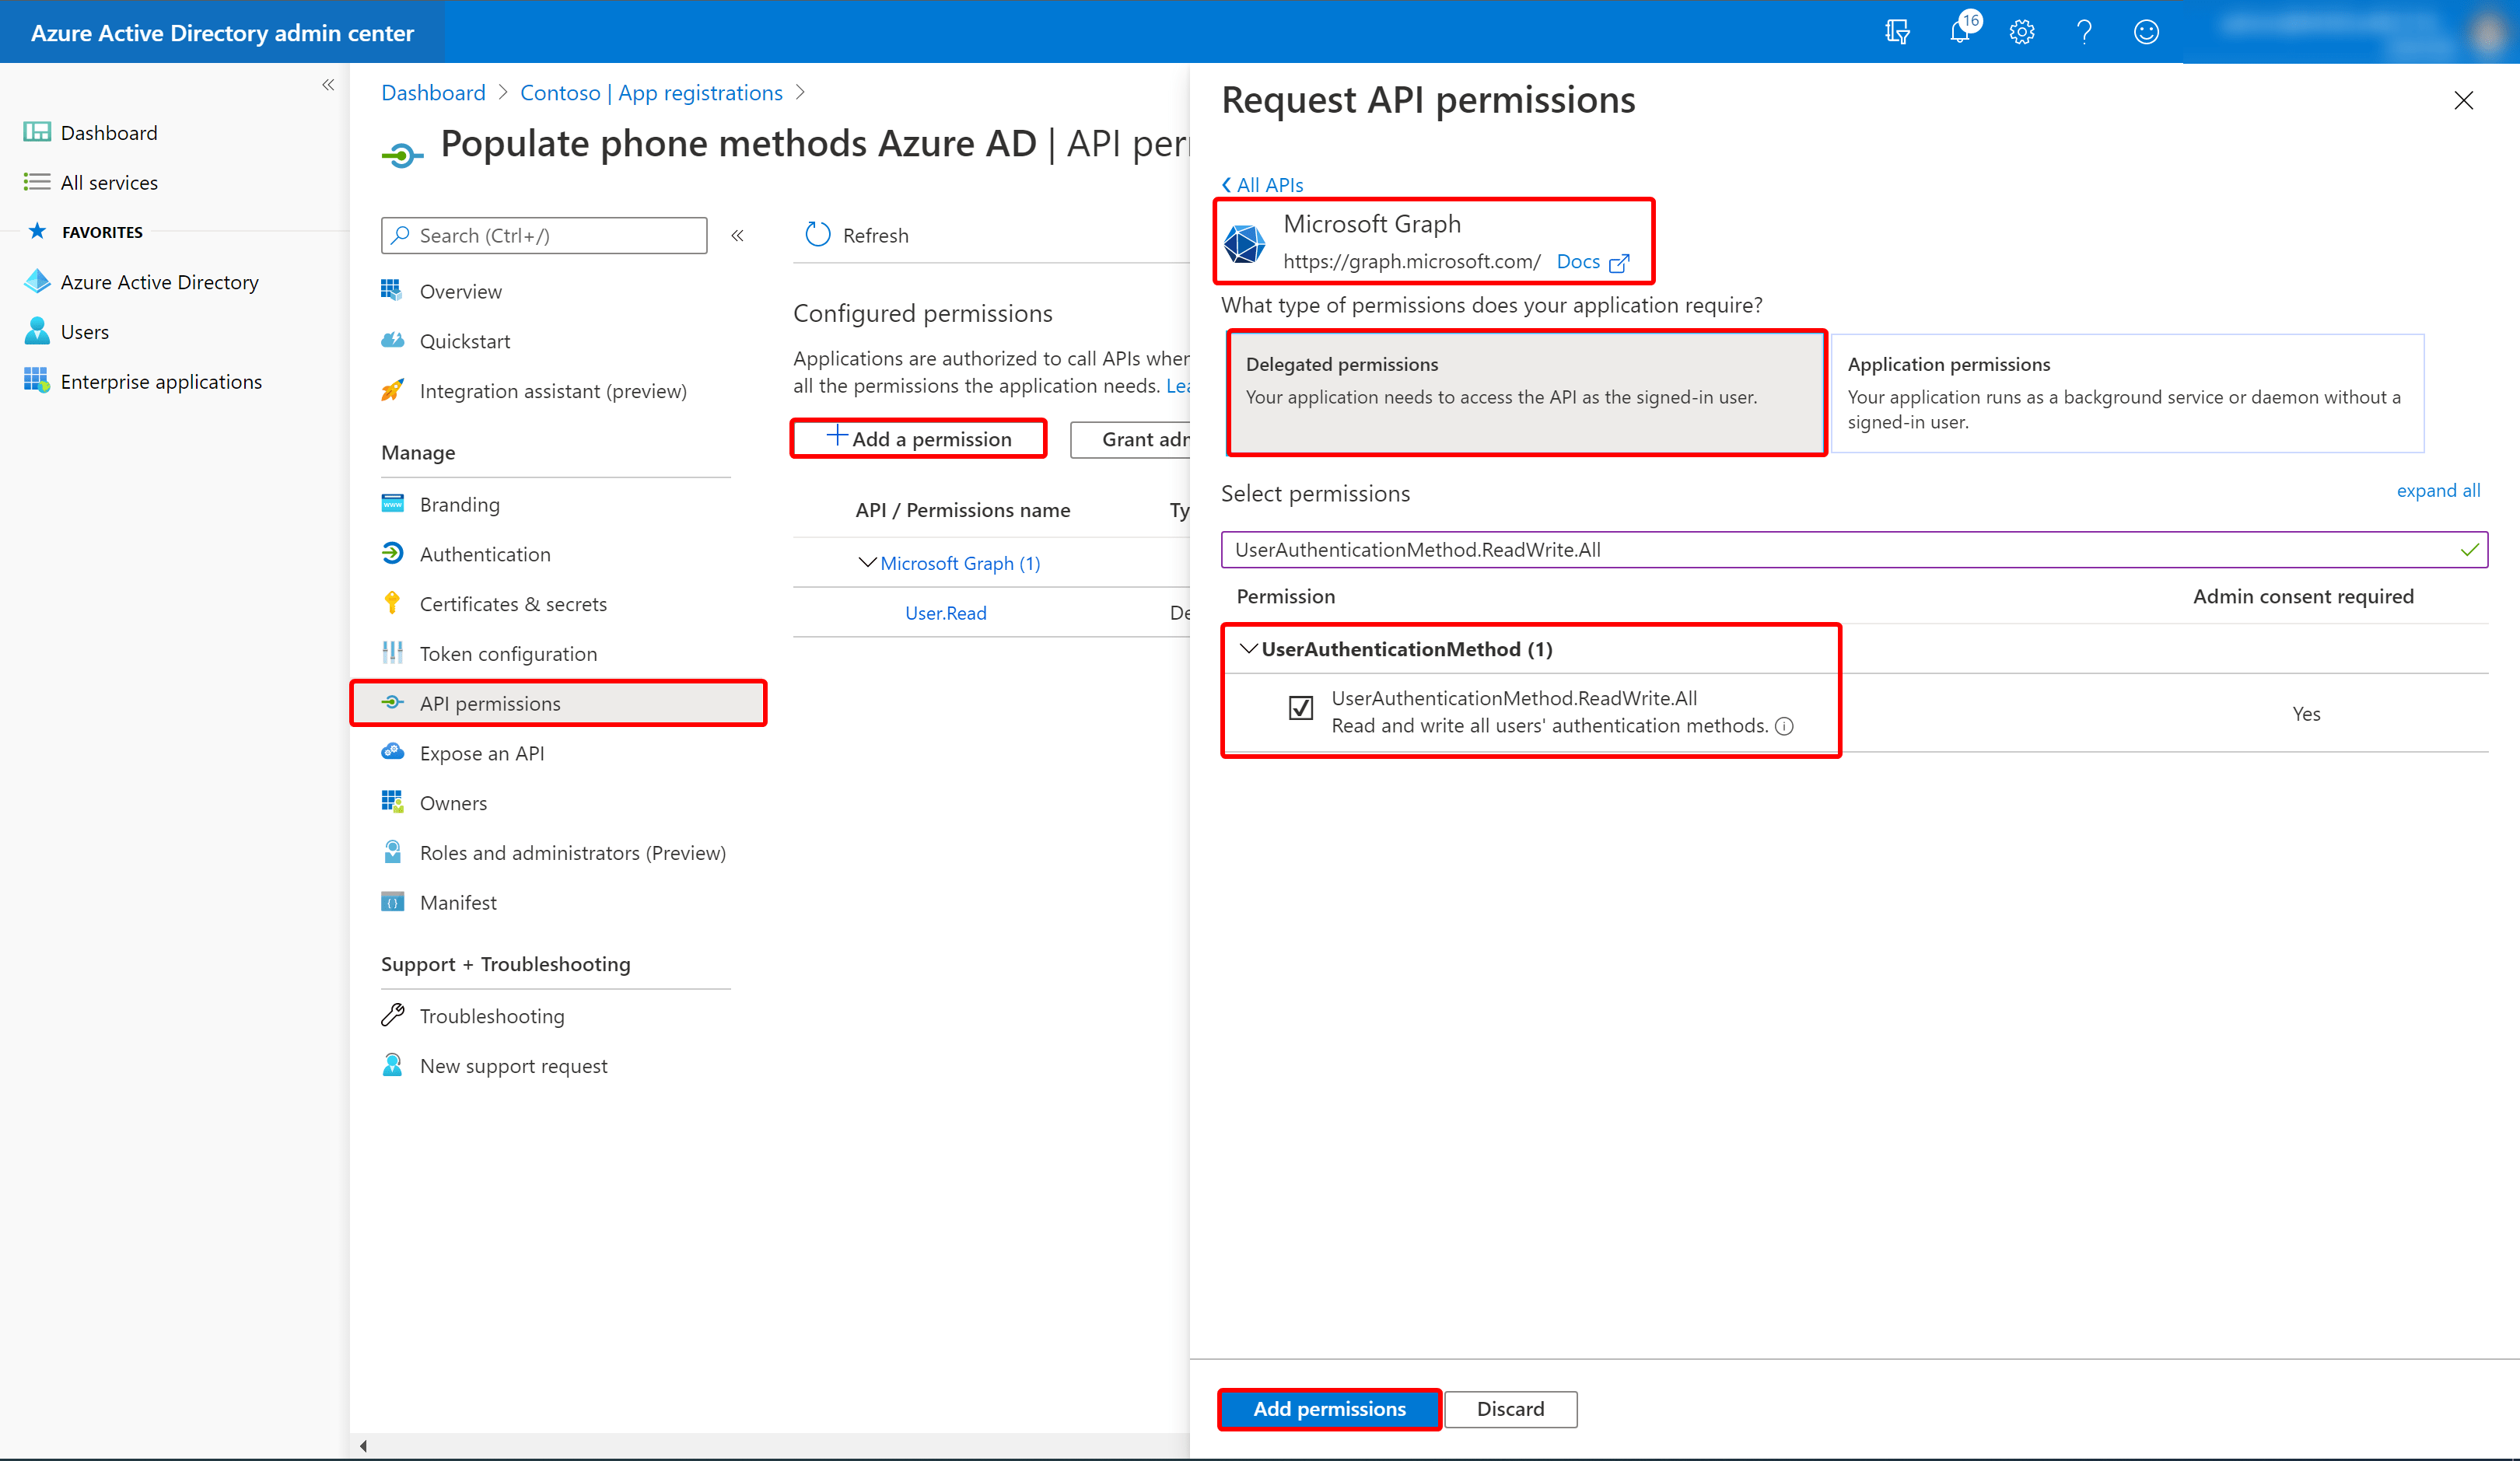 Azure Active Directory admin center
16
Dashboard
All services
FAVORITES
Azure Active Directory
Users
Enterprise applications
Dashboard > Contoso | App registrations >
Populate phone methods Azure AD | API per
Search (Ctrl+/)
Overview
Quickstart
Integration assistant (preview)
Manage
Branding
Authentication
Certificates & secrets
Token configuration
API permissions
Expose an API
Owners
Roles and administrators (Preview)
Manifest
Support + Troubleshooting
Troubleshooting
New support request
Refresh
Configured permissions
Applications are authorized to call APIs when
all the permissions the application needs. Lea
Add a permission
Grant adm
API / Permissions name
Ty
Microsoft Graph (1)
User.Read
De
Request API permissions
All APIs
Microsoft Graph
https://graph.microsoft.com/ Docs
What type of permissions does your application require?
Delegated permissions
Your application needs to access the API as the signed-in user.
Application permissions
Your application runs as a background service or daemon without a
signed-in user.
Select permissions
expand all
UserAuthenticationMethod.ReadWrite.All
Permission
Admin consent required
UserAuthenticationMethod (1)
UserAuthenticationMethod.ReadWrite.All
Read and write all users' authentication methods.
Yes
Add permissions
Discard